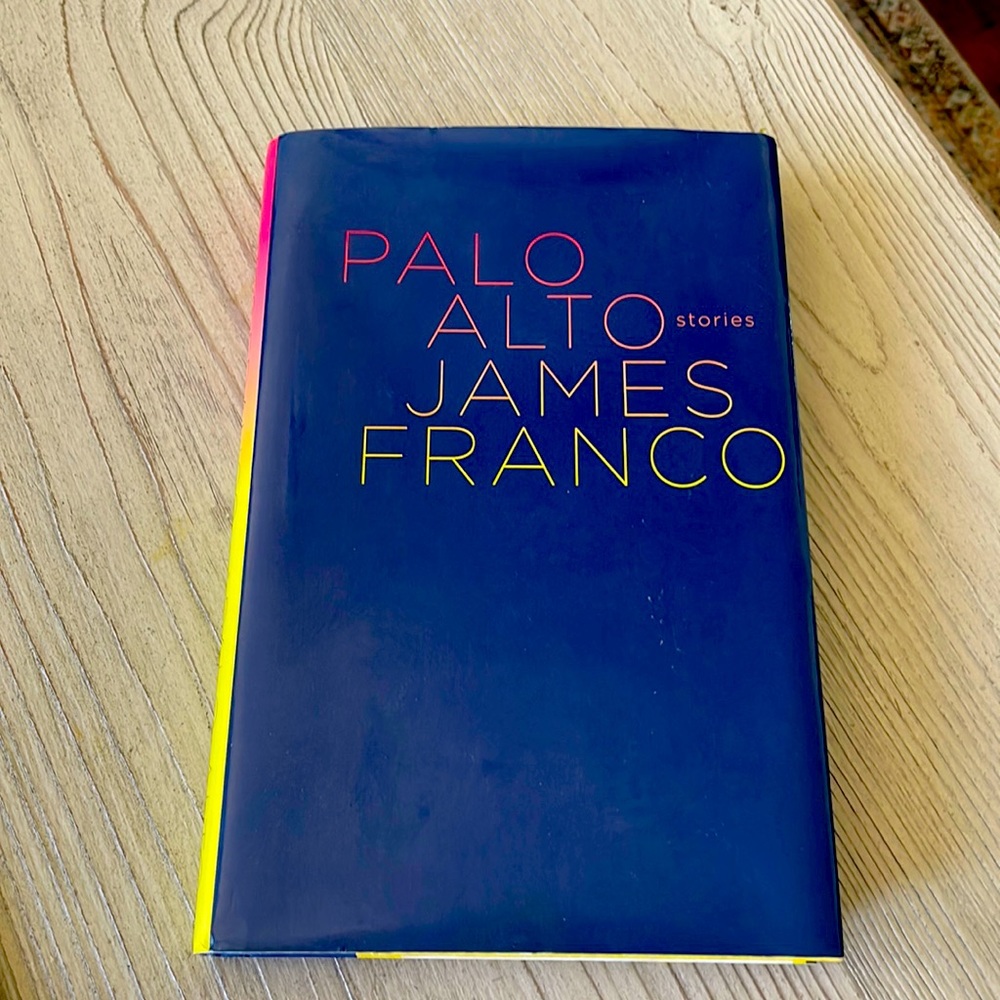 PALO
ALTO stories
JAMES
FRANCO